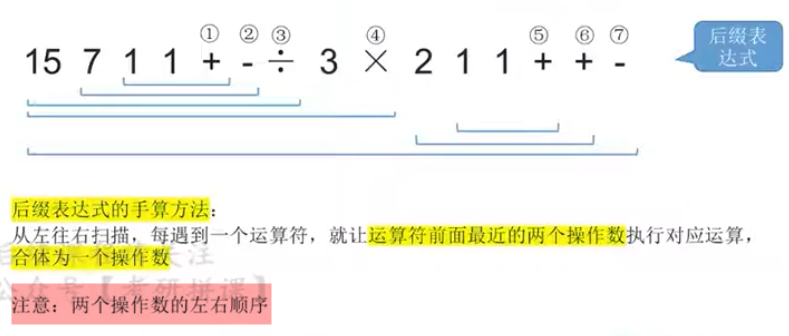 ① ② ③ ④ ⑤ ⑥ ⑦
15 7 1 1 + - ÷ 3 × 2 1 1 + + -
后缀表
达式
后缀表达式的手算方法：
从左往右扫描，每遇到一个运算符，就让运算符前面最近的两个操作数执行对应运算，
合体为一个操作数
注意：两个操作数的左右顺序